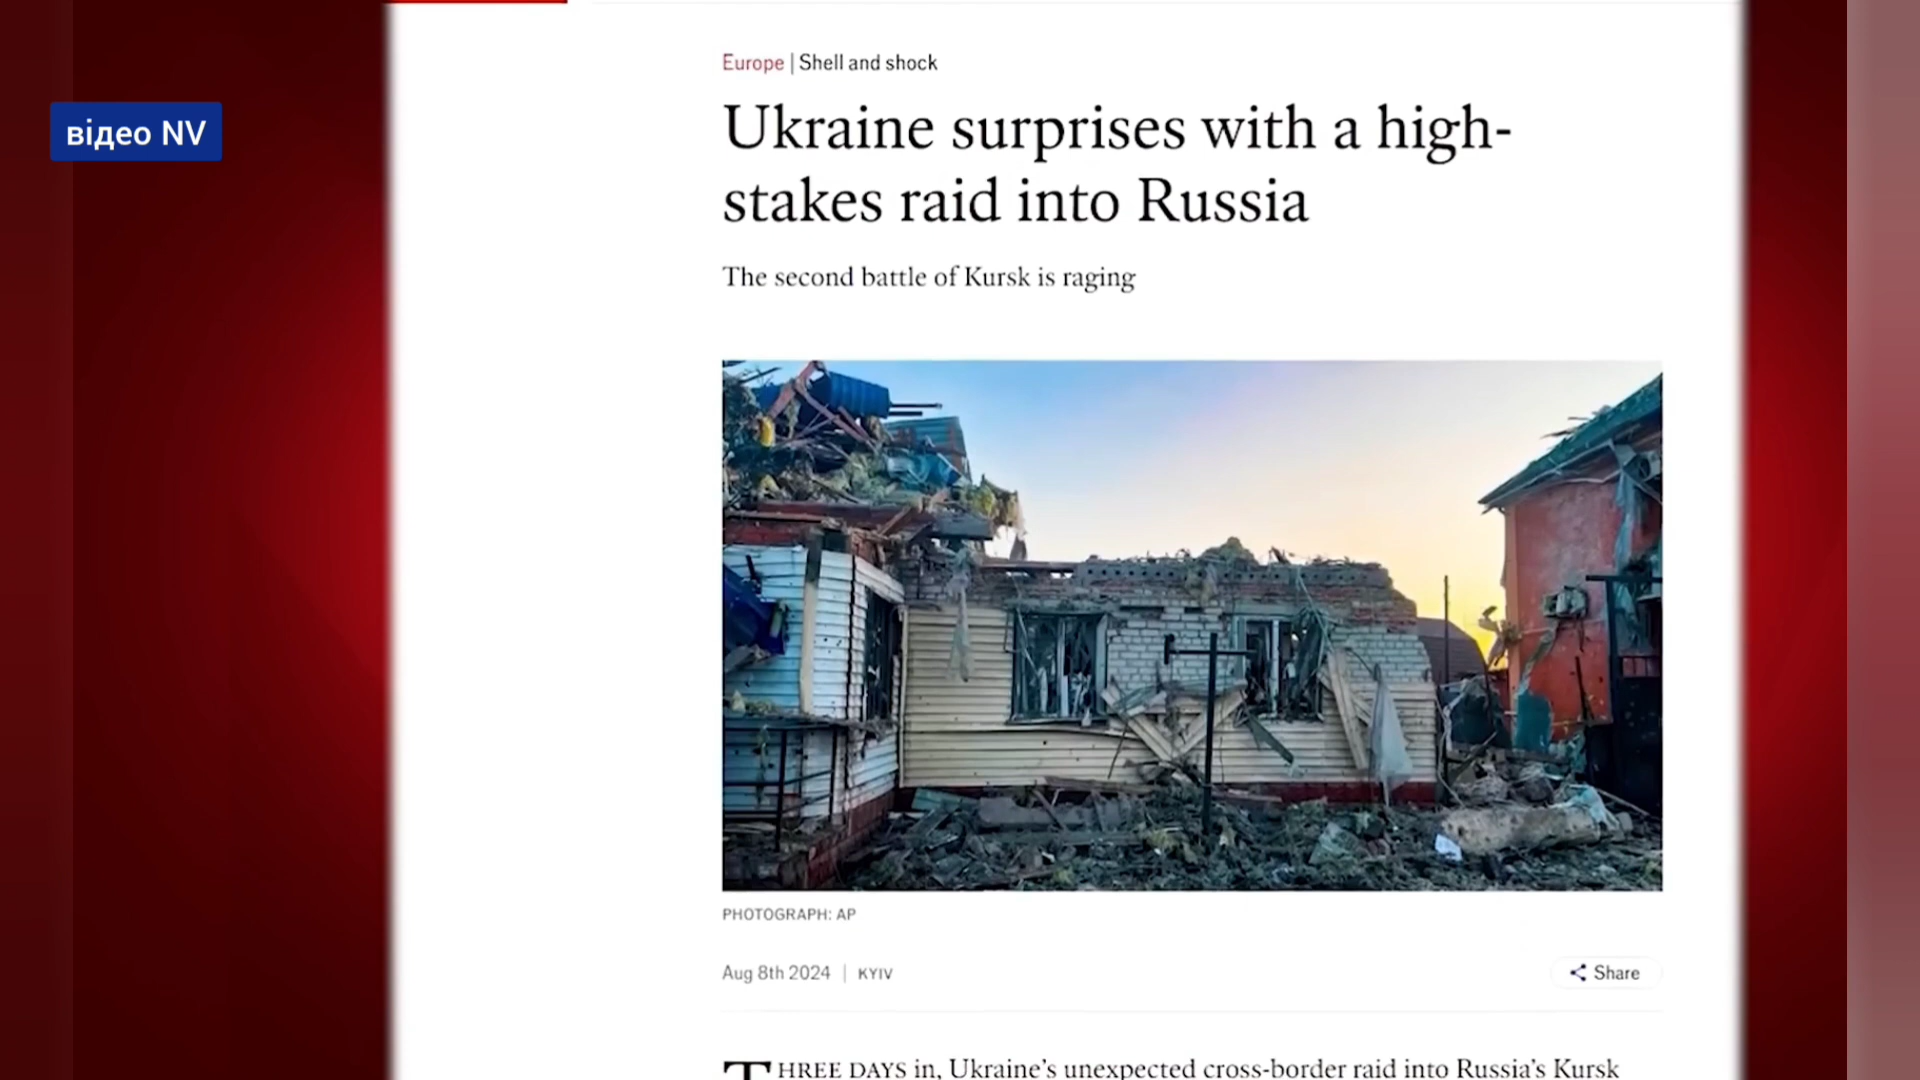 відео NV
Europe | Shell and shock
Ukraine surprises with a high-
stakes raid into Russia
The second battle of Kursk is raging
PHOTOGRAPH: AP
Aug 8th 2024 | KYIV
Share
THREE DAYS in, Ukraine’s unexpected cross-border raid into Russia’s Kursk